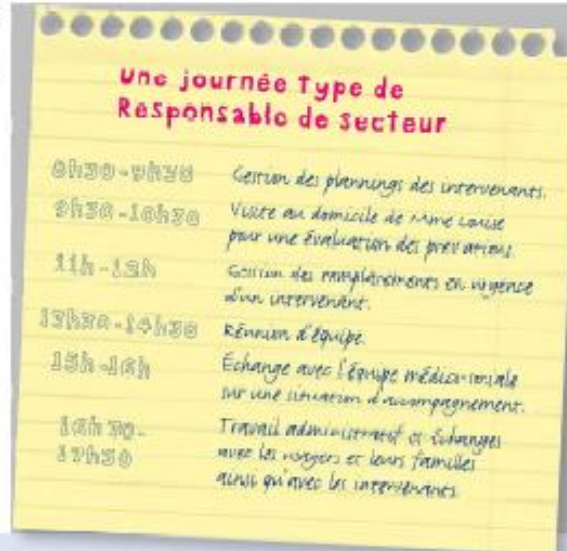 Une journée Type de
Responsable de secteur
8h30-9h30 Gestion des plannings des intervenants.
9h30-10h30 Visite au domicile de Mme Louise
pour une évaluation des prestations.
11h-12h Gestion des remplacements en urgence
d'un intervenant.
13h30-14h30 Réunion d'équipe.
15h-16h Échange avec l'équipe médico-sociale
sur une situation d'accompagnement.
16h30- Travail administratif et échanges
17h30 avec les usagers et leurs familles
ainsi qu'avec les intervenants.